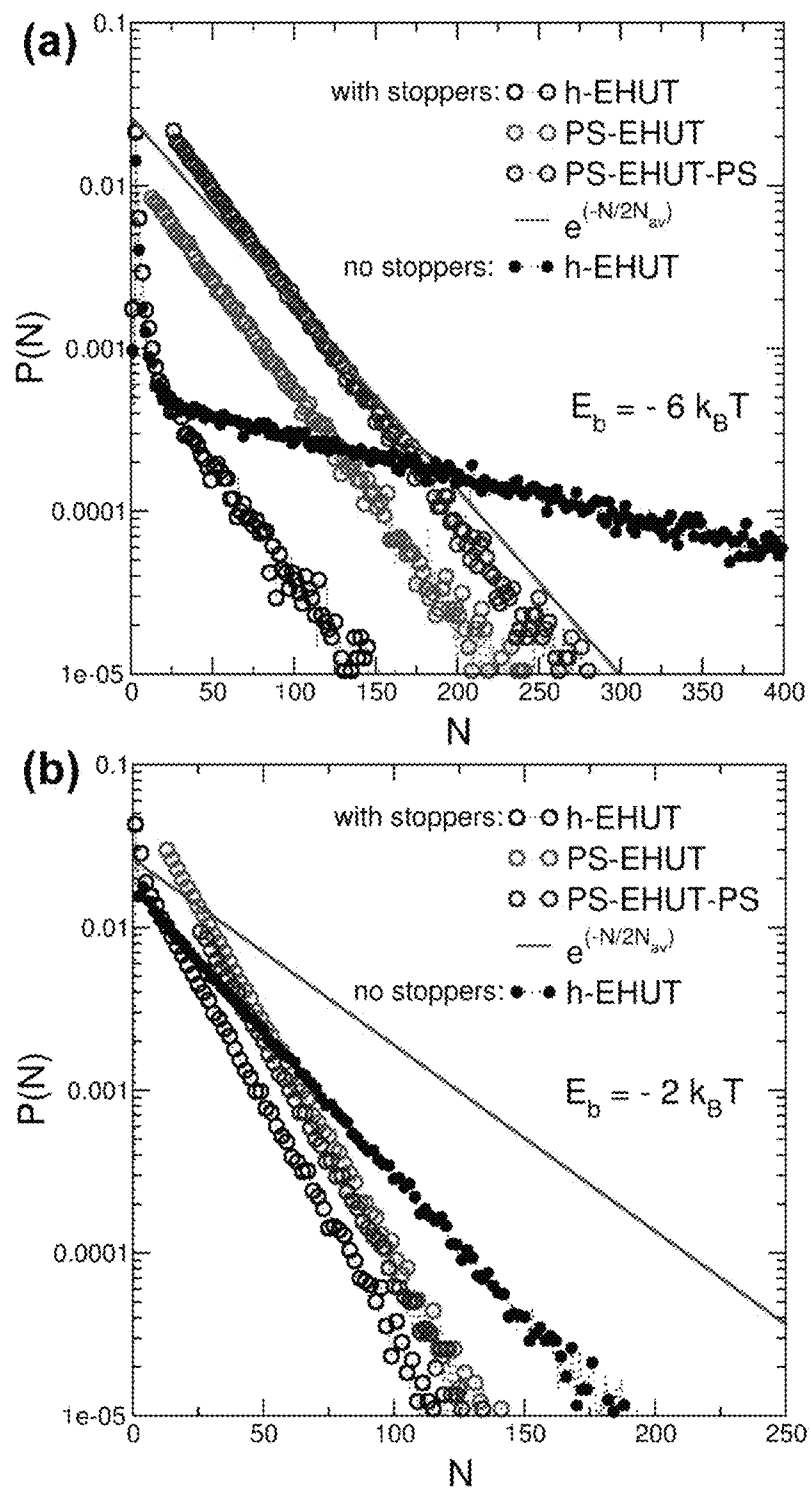 (a)
0.1
with stoppers: h-EHUT
PS-EHUT
PS-EHUT-PS
e^(-N/2N_av)
no stoppers: h-EHUT
0.01
P(N)
0.001
E_b = - 6 k_BT
0.0001
1e-05
0 50 100 150 200 250 300 350 400
N
(b)
0.1
with stoppers: h-EHUT
PS-EHUT
PS-EHUT-PS
e^(-N/2N_av)
no stoppers: h-EHUT
0.01
P(N)
0.001
E_b = - 2 k_BT
0.0001
1e-05
0 50 100 150 200 250
N